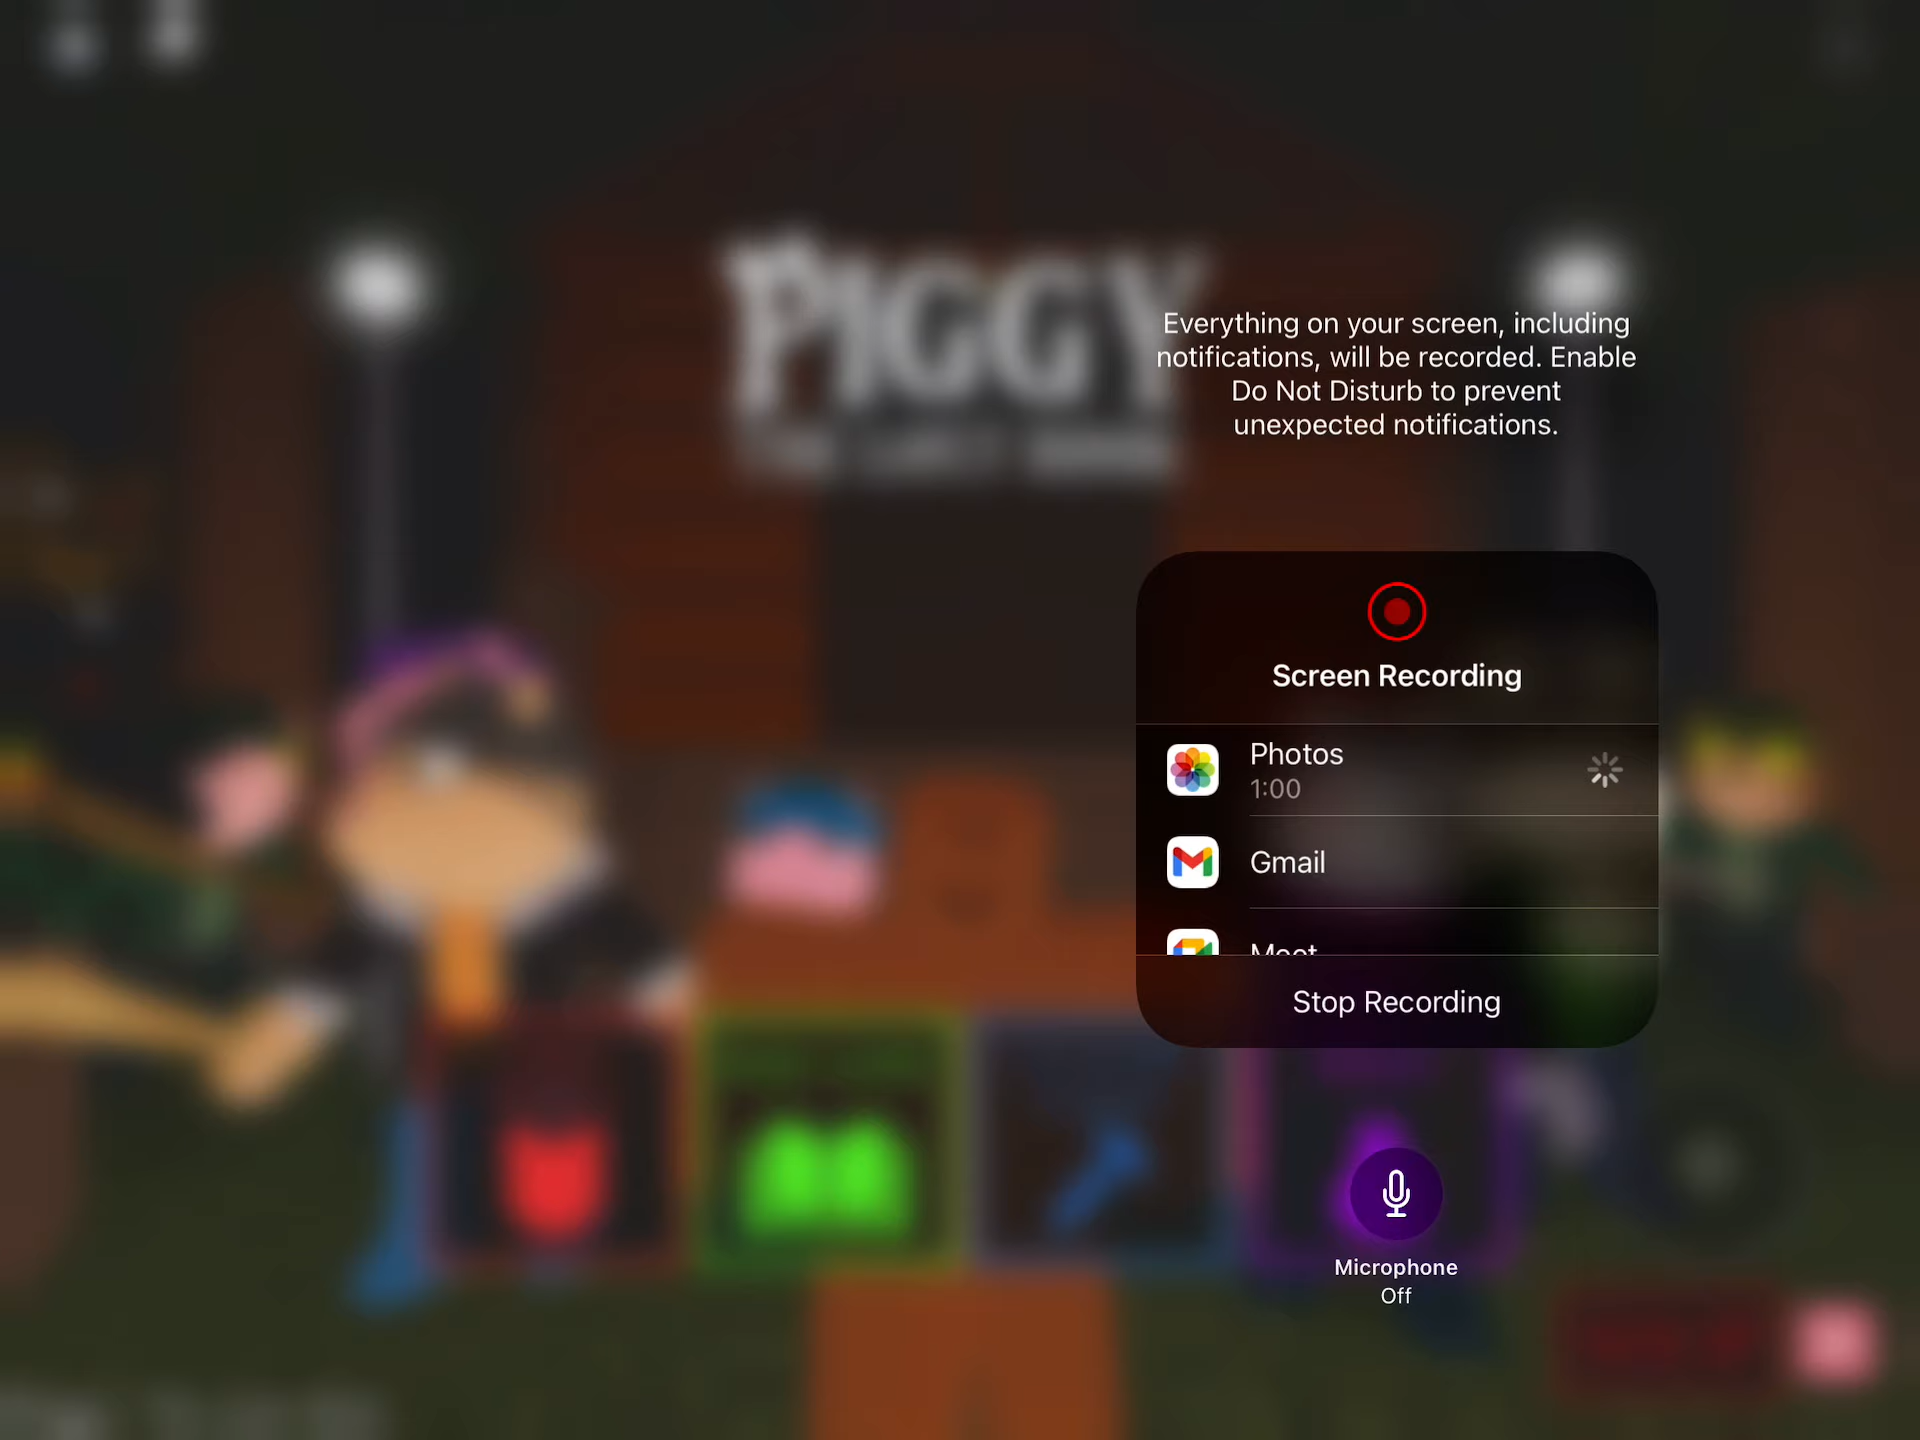 PIGGY
Everything on your screen, including
notifications, will be recorded. Enable
Do Not Disturb to prevent
unexpected notifications.
Screen Recording
Photos
1:00
Gmail
Meet
Stop Recording
Microphone
Off